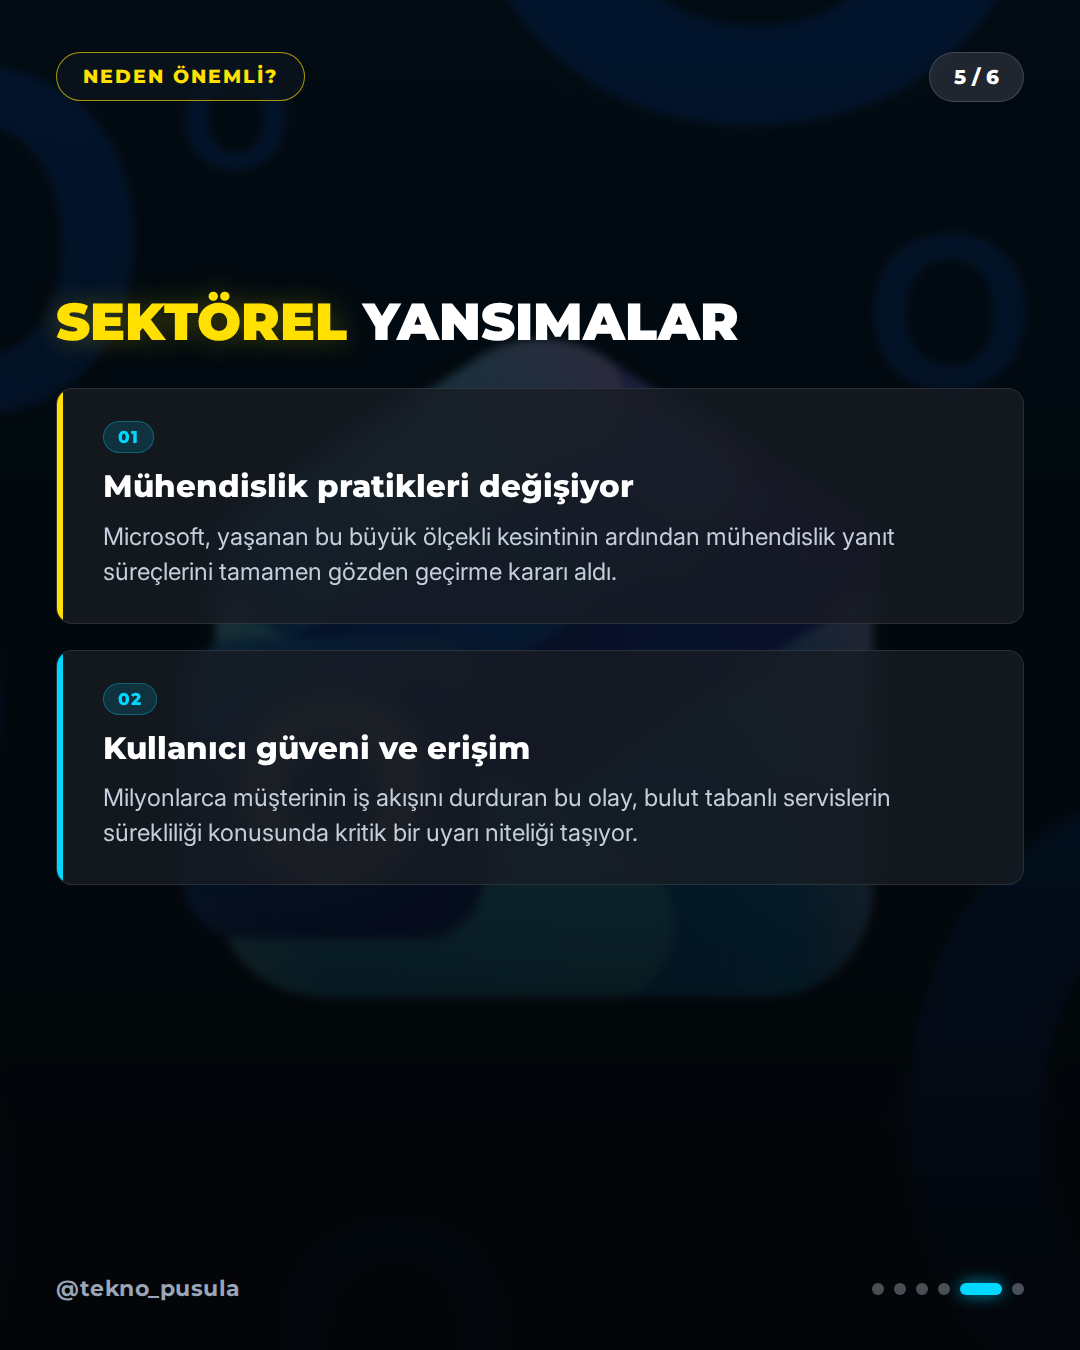 NEDEN ÖNEMLİ?
5 / 6
SEKTÖREL YANSIMALAR
01
Mühendislik pratikleri değişiyor
Microsoft, yaşanan bu büyük ölçekli kesintinin ardından mühendislik yanıt
süreçlerini tamamen gözden geçirme kararı aldı.
02
Kullanıcı güveni ve erişim
Milyonlarca müşterinin iş akışını durduran bu olay, bulut tabanlı servislerin
sürekliliği konusunda kritik bir uyarı niteliği taşıyor.
@tekno_pusula